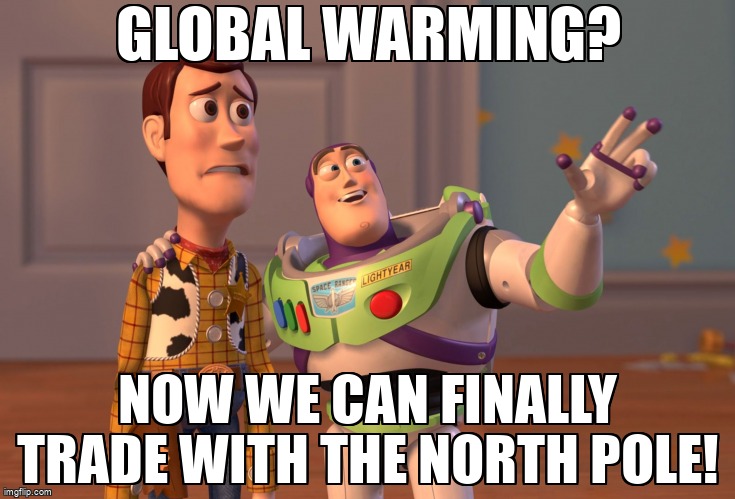 GLOBAL WARMING?
SPACE RANGER
LIGHTYEAR
NOW WE CAN FINALLY
TRADE WITH THE NORTH POLE!
imgflip.com